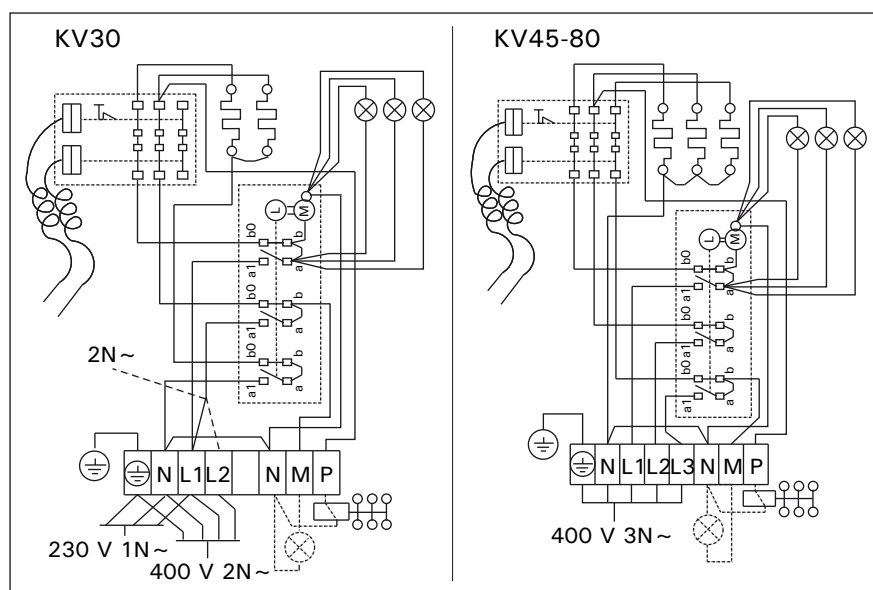 KV30
L
M
b0
b
a1
a
b0
b
a1
a
b0
b
a1
a
2N~
N L1 L2 N M P
230 V 1N~
400 V 2N~
KV45-80
L
M
b0
b
a1
a
b0
b
a1
a
b0
b
a1
a
N L1 L2 L3 N M P
400 V 3N~